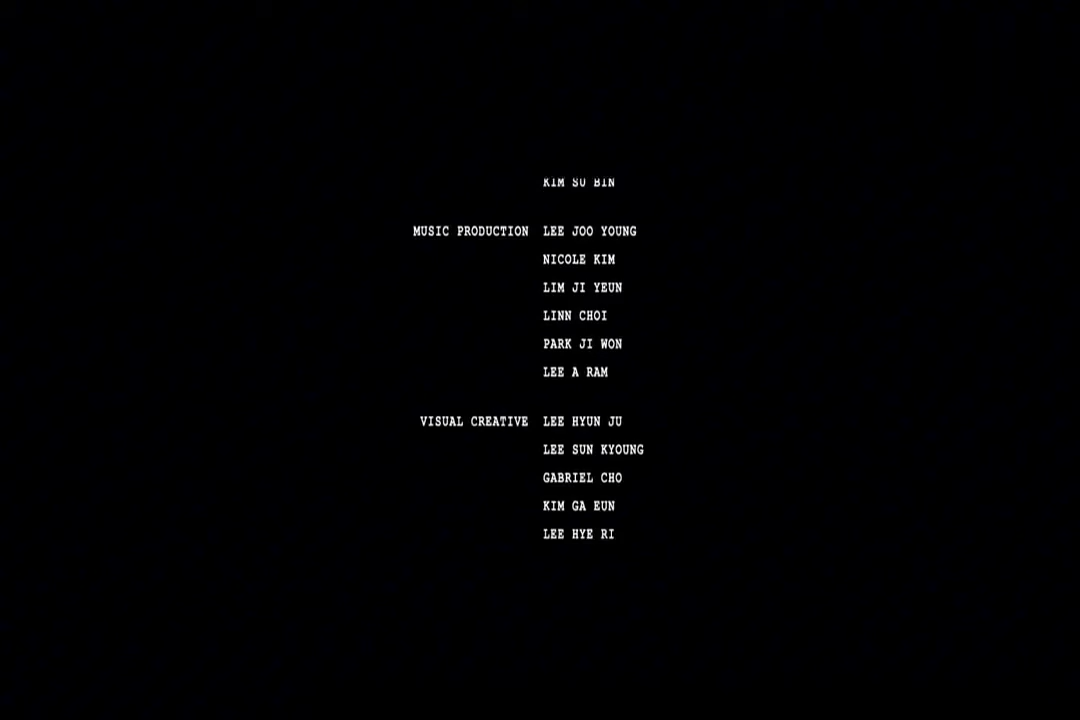 KIM SU BIN
MUSIC PRODUCTION LEE JOO YOUNG
NICOLE KIM
LIM JI YEUN
LINN CHOI
PARK JI WON
LEE A RAM
VISUAL CREATIVE LEE HYUN JU
LEE SUN KYOUNG
GABRIEL CHO
KIM GA EUN
LEE HYE RI